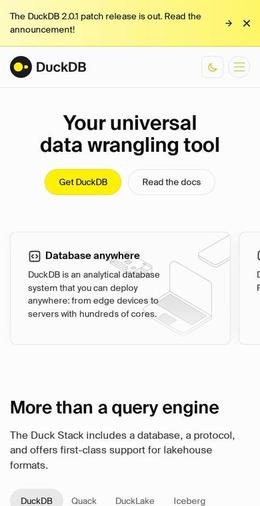 The DuckDB 2.0.1 patch release is out. Read the
announcement!
DuckDB
Your universal
data wrangling tool
Get DuckDB
Read the docs
Database anywhere
DuckDB is an analytical database
system that you can deploy
anywhere: from edge devices to
servers with hundreds of cores.
More than a query engine
The Duck Stack includes a database, a protocol,
and offers first-class support for lakehouse
formats.
DuckDB Quack DuckLake Iceberg